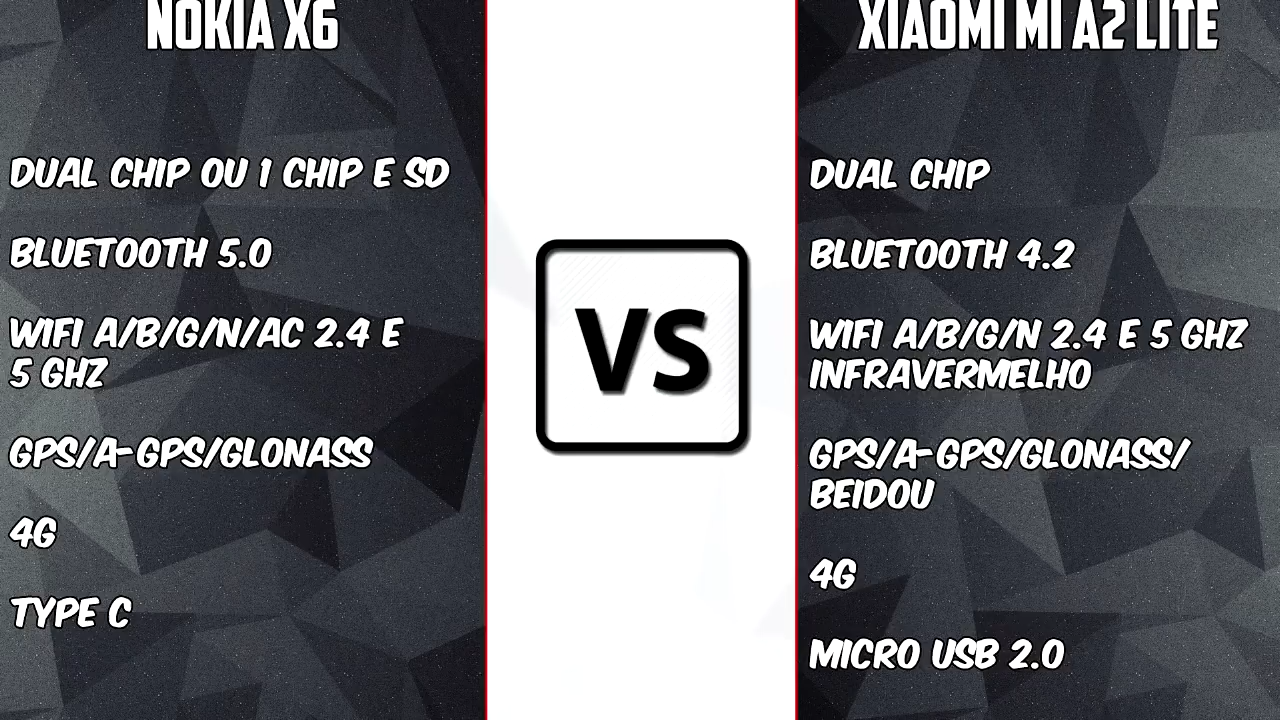 NOKIA X6
DUAL CHIP OU 1 CHIP E SD
BLUETOOTH 5.0
WIFI A/B/G/N/AC 2.4 E
5 GHZ
GPS/A-GPS/GLONASS
4G
TYPE C
VS
XIAOMI MI A2 LITE
DUAL CHIP
BLUETOOTH 4.2
WIFI A/B/G/N 2.4 E 5 GHZ
INFRAVERMELHO
GPS/A-GPS/GLONASS/
BEIDOU
4G
MICRO USB 2.0